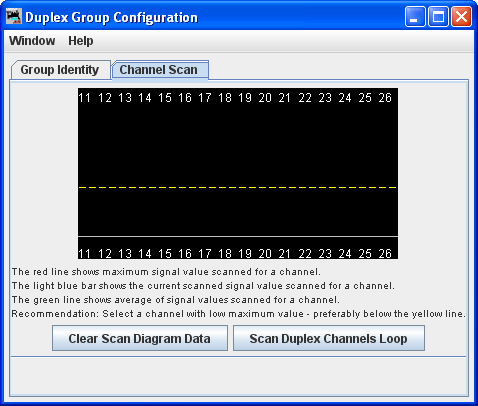 Duplex Group Configuration
Window Help
Group Identity Channel Scan
11 12 13 14 15 16 17 18 19 20 21 22 23 24 25 26
11 12 13 14 15 16 17 18 19 20 21 22 23 24 25 26
The red line shows maximum signal value scanned for a channel.
The light blue bar shows the current scanned signal value scanned for a channel.
The green line shows average of signal values scanned for a channel.
Recommendation: Select a channel with low maximum value - preferably below the yellow line.
Clear Scan Diagram Data Scan Duplex Channels Loop